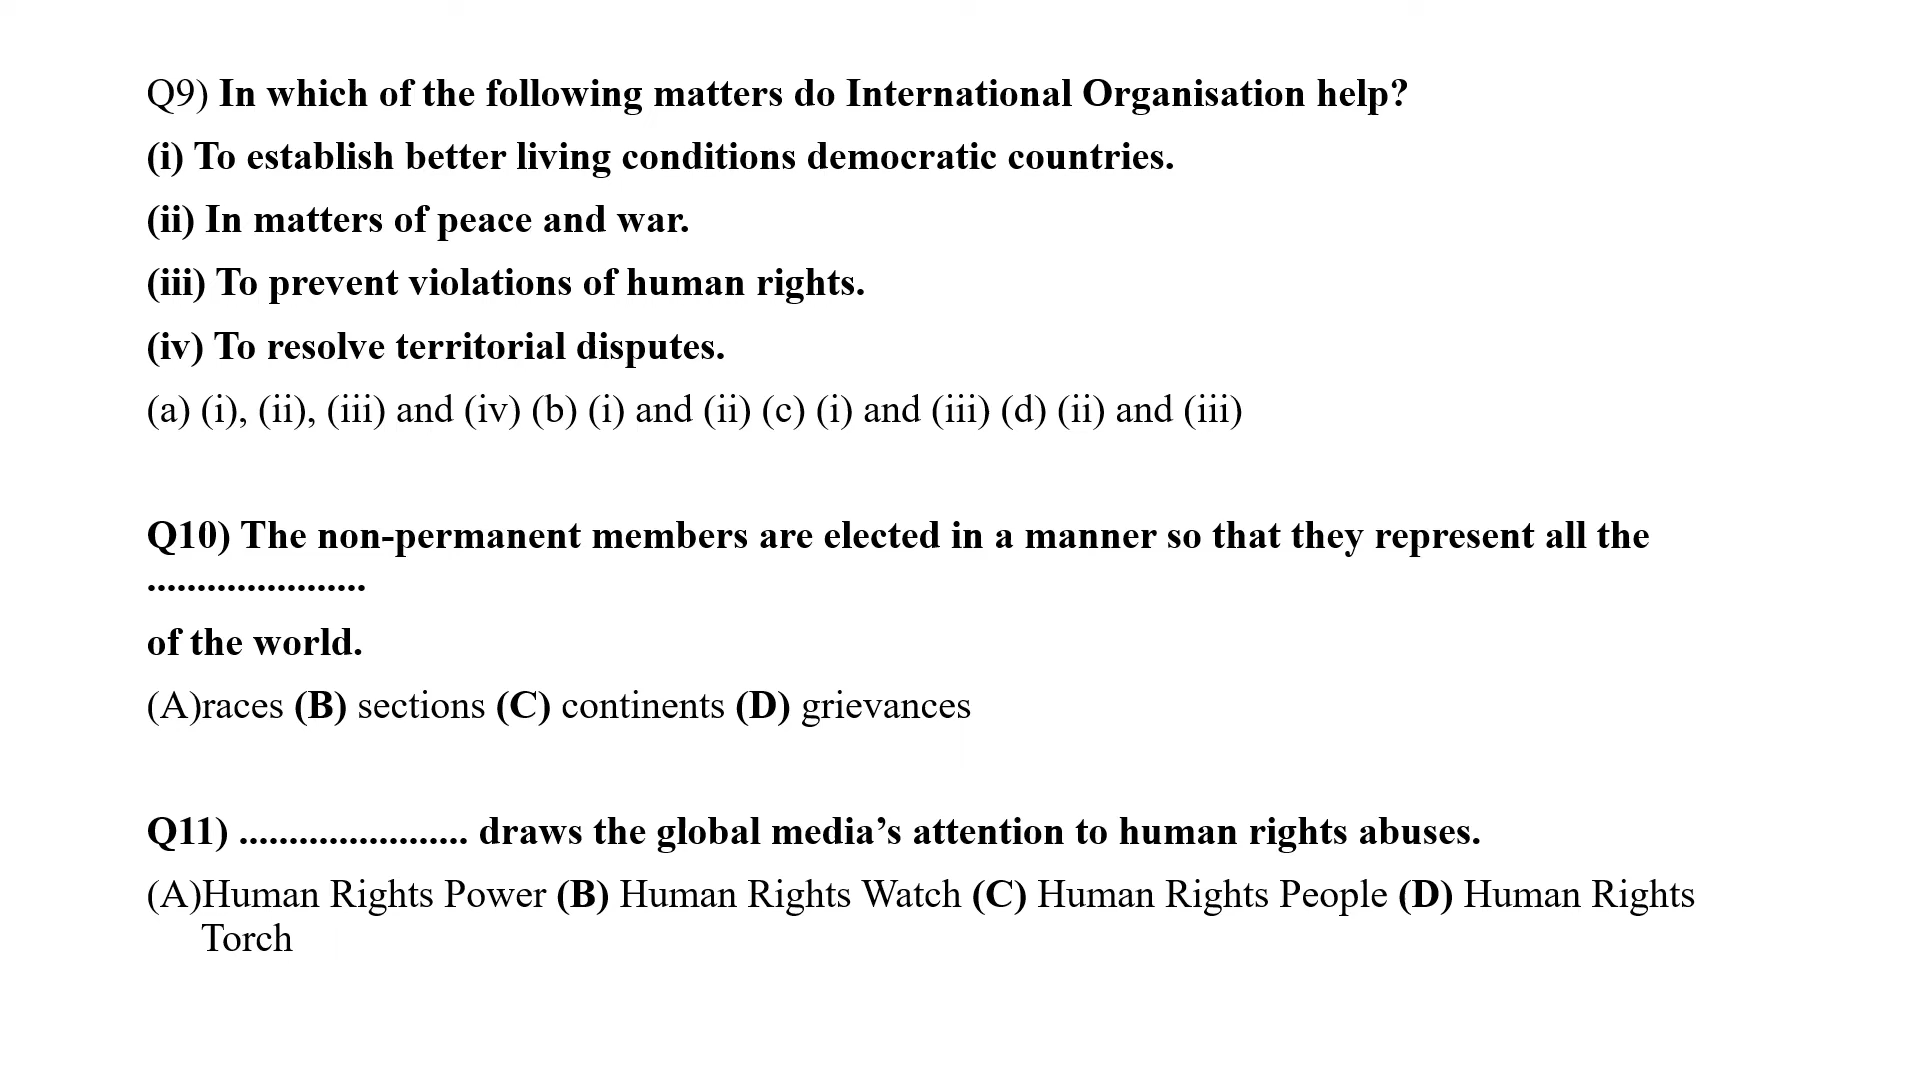 Q9) In which of the following matters do International Organisation help?
(i) To establish better living conditions democratic countries.
(ii) In matters of peace and war.
(iii) To prevent violations of human rights.
(iv) To resolve territorial disputes.
(a) (i), (ii), (iii) and (iv) (b) (i) and (ii) (c) (i) and (iii) (d) (ii) and (iii)
Q10) The non-permanent members are elected in a manner so that they represent all the
......................
of the world.
(A)races (B) sections (C) continents (D) grievances
Q11) ....................... draws the global media’s attention to human rights abuses.
(A)Human Rights Power (B) Human Rights Watch (C) Human Rights People (D) Human Rights
Torch